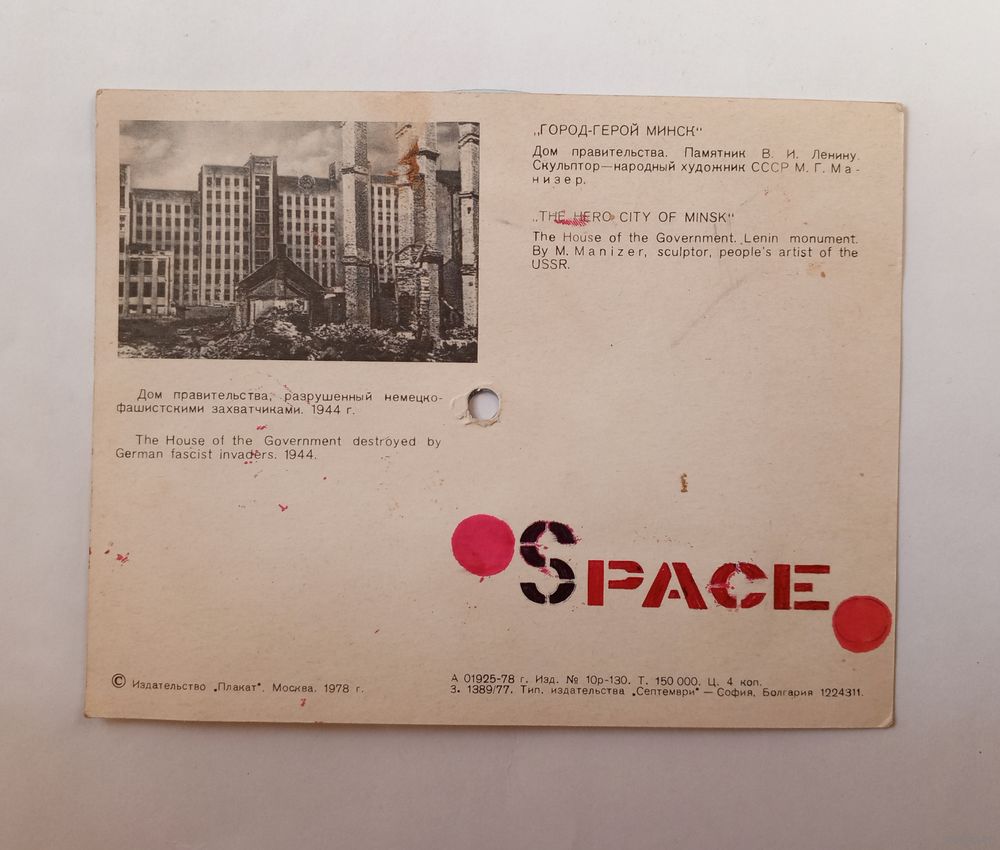 „ГОРОД-ГЕРОЙ МИНСК“
Дом правительства. Памятник В. И. Ленину.
Скульптор—народный художник СССР М. Г. Ма-
низер.
„THE HERO CITY OF MINSK“
The House of the Government. Lenin monument.
By M. Manizer, sculptor, people's artist of the
USSR.
Дом правительства, разрушенный немецко-
фашистскими захватчиками. 1944 г.
The House of the Government destroyed by
German fascist invaders. 1944.
SPACE
© Издательство „Плакат“. Москва. 1978 г.
А 01925-78 г. Изд. № 10р-130. Т. 150 000. Ц. 4 коп.
З. 1389/77. Тип. издательства „Септември“ — София, Болгария 1224311.